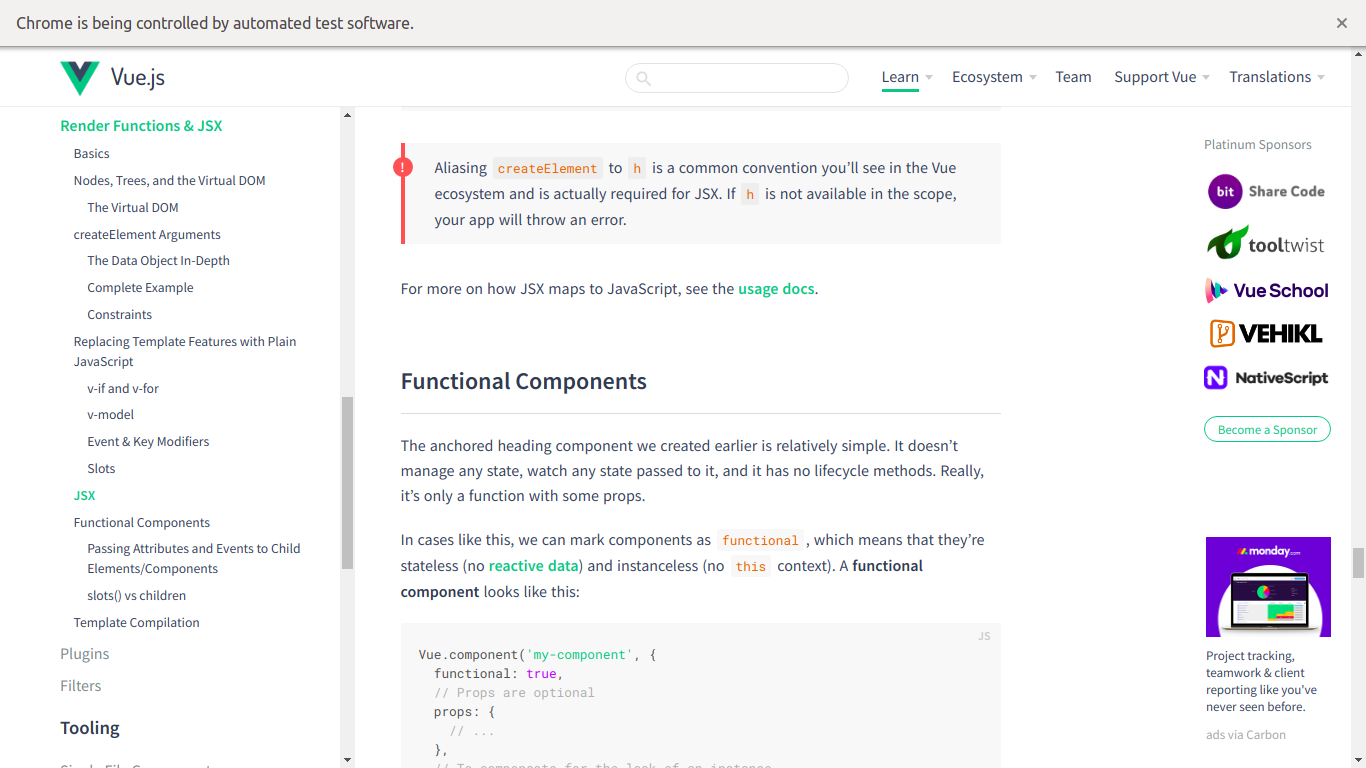 Chrome is being controlled by automated test software.
Vue.js
Learn
Ecosystem
Team
Support Vue
Translations
Render Functions & JSX
Basics
Nodes, Trees, and the Virtual DOM
The Virtual DOM
createElement Arguments
The Data Object In-Depth
Complete Example
Constraints
Replacing Template Features with Plain
JavaScript
v-if and v-for
v-model
Event & Key Modifiers
Slots
JSX
Functional Components
Passing Attributes and Events to Child
Elements/Components
slots() vs children
Template Compilation
Plugins
Filters
Tooling
Single File Components
!
Aliasing createElement to h is a common convention you’ll see in the Vue
ecosystem and is actually required for JSX. If h is not available in the scope,
your app will throw an error.
For more on how JSX maps to JavaScript, see the usage docs.
Functional Components
The anchored heading component we created earlier is relatively simple. It doesn’t
manage any state, watch any state passed to it, and it has no lifecycle methods. Really,
it’s only a function with some props.
In cases like this, we can mark components as functional , which means that they’re
stateless (no reactive data) and instanceless (no this context). A functional
component looks like this:
JS
Vue.component('my-component', {
functional: true,
// Props are optional
props: {
// ...
},
// To compensate for the lack of an instance,
Platinum Sponsors
bit Share Code
tooltwist
Vue School
VEHIKL
NativeScript
Become a Sponsor
monday.com
Project tracking,
teamwork & client
reporting like you've
never seen before.
ads via Carbon